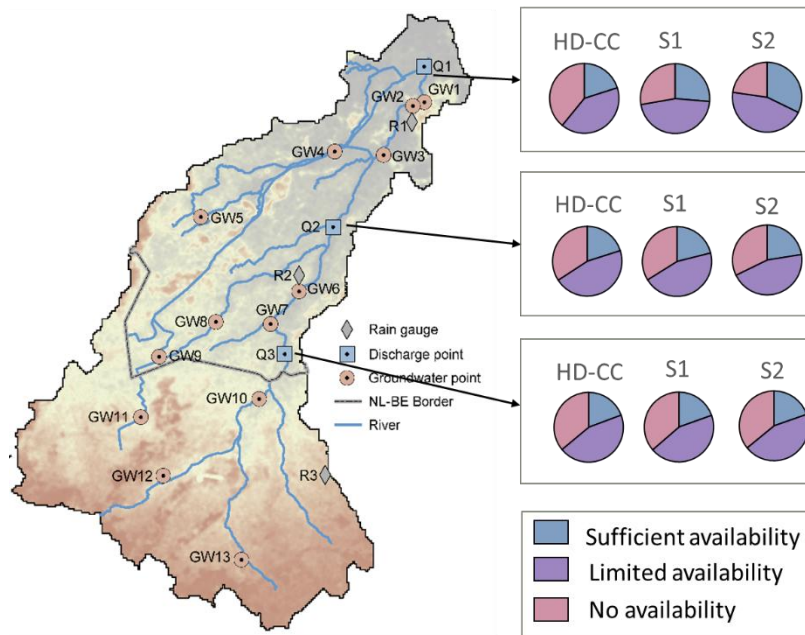 HD-CC S1 S2
Q1
GW1
GW2
R1
GW4
GW3
GW5
Q2
HD-CC S1 S2
R2
GW6
GW8
GW7
Rain gauge
Q3
Discharge point
GW9
Groundwater point
GW10
NL-BE Border
GW11
River
HD-CC S1 S2
GW12
R3
GW13
Sufficient availability
Limited availability
No availability